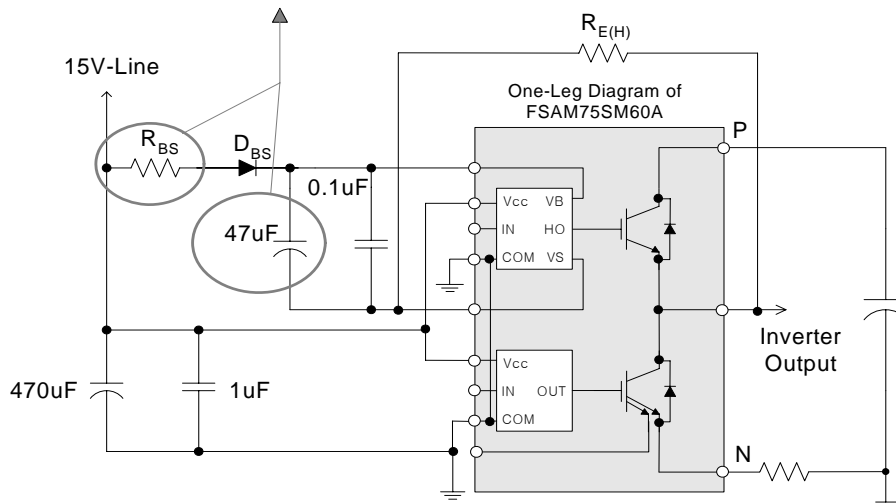 R_E(H)
15V-Line
One-Leg Diagram of
FSAM75SM60A
P
R_BS
D_BS
0.1uF
Vcc VB
IN HO
COM VS
47uF
Inverter
Output
470uF
1uF
Vcc
IN OUT
COM
N